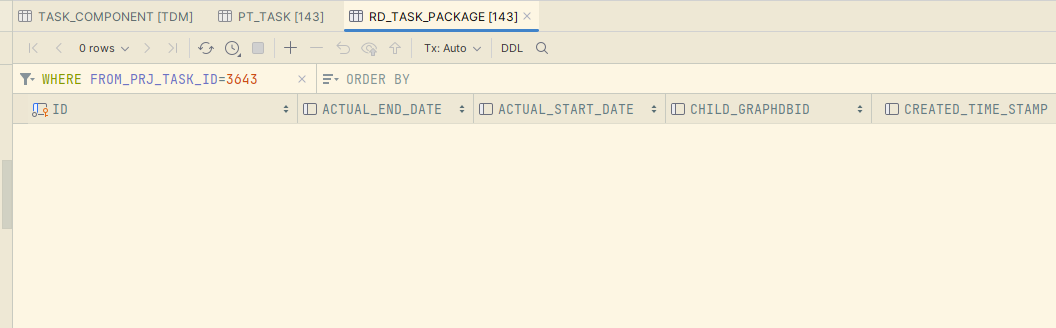 TASK_COMPONENT [TDM] PT_TASK [143] RD_TASK_PACKAGE [143]
0 rows Tx: Auto DDL
WHERE FROM_PRJ_TASK_ID=3643 ORDER BY
ID ACTUAL_END_DATE ACTUAL_START_DATE CHILD_GRAPHDBID CREATED_TIME_STAMP